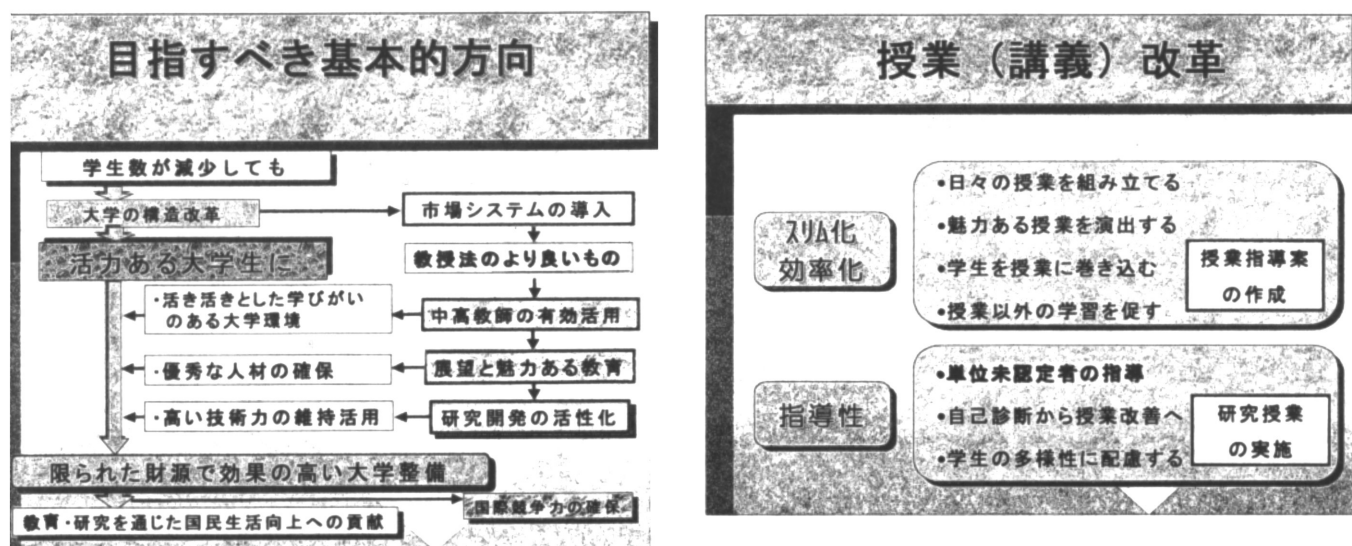 目指すべき基本的方向
学生数が減少しても
大学の構造改革
市場システムの導入
活力ある大学生に
教授法のより良いもの
・活き活きとした学びがい
のある大学環境
中高教師の有効活用
・優秀な人材の確保
展望と魅力ある教育
・高い技術力の維持活用
研究開発の活性化
限られた財源で効果の高い大学整備
国際競争力の確保
教育・研究を通じた国民生活向上への貢献
授業（講義）改革
スリム化
効率化
•日々の授業を組み立てる
•魅力ある授業を演出する
•学生を授業に巻き込む
•授業以外の学習を促す
授業指導案
の作成
指導性
•単位未認定者の指導
•自己診断から授業改善へ
•学生の多様性に配慮する
研究授業
の実施